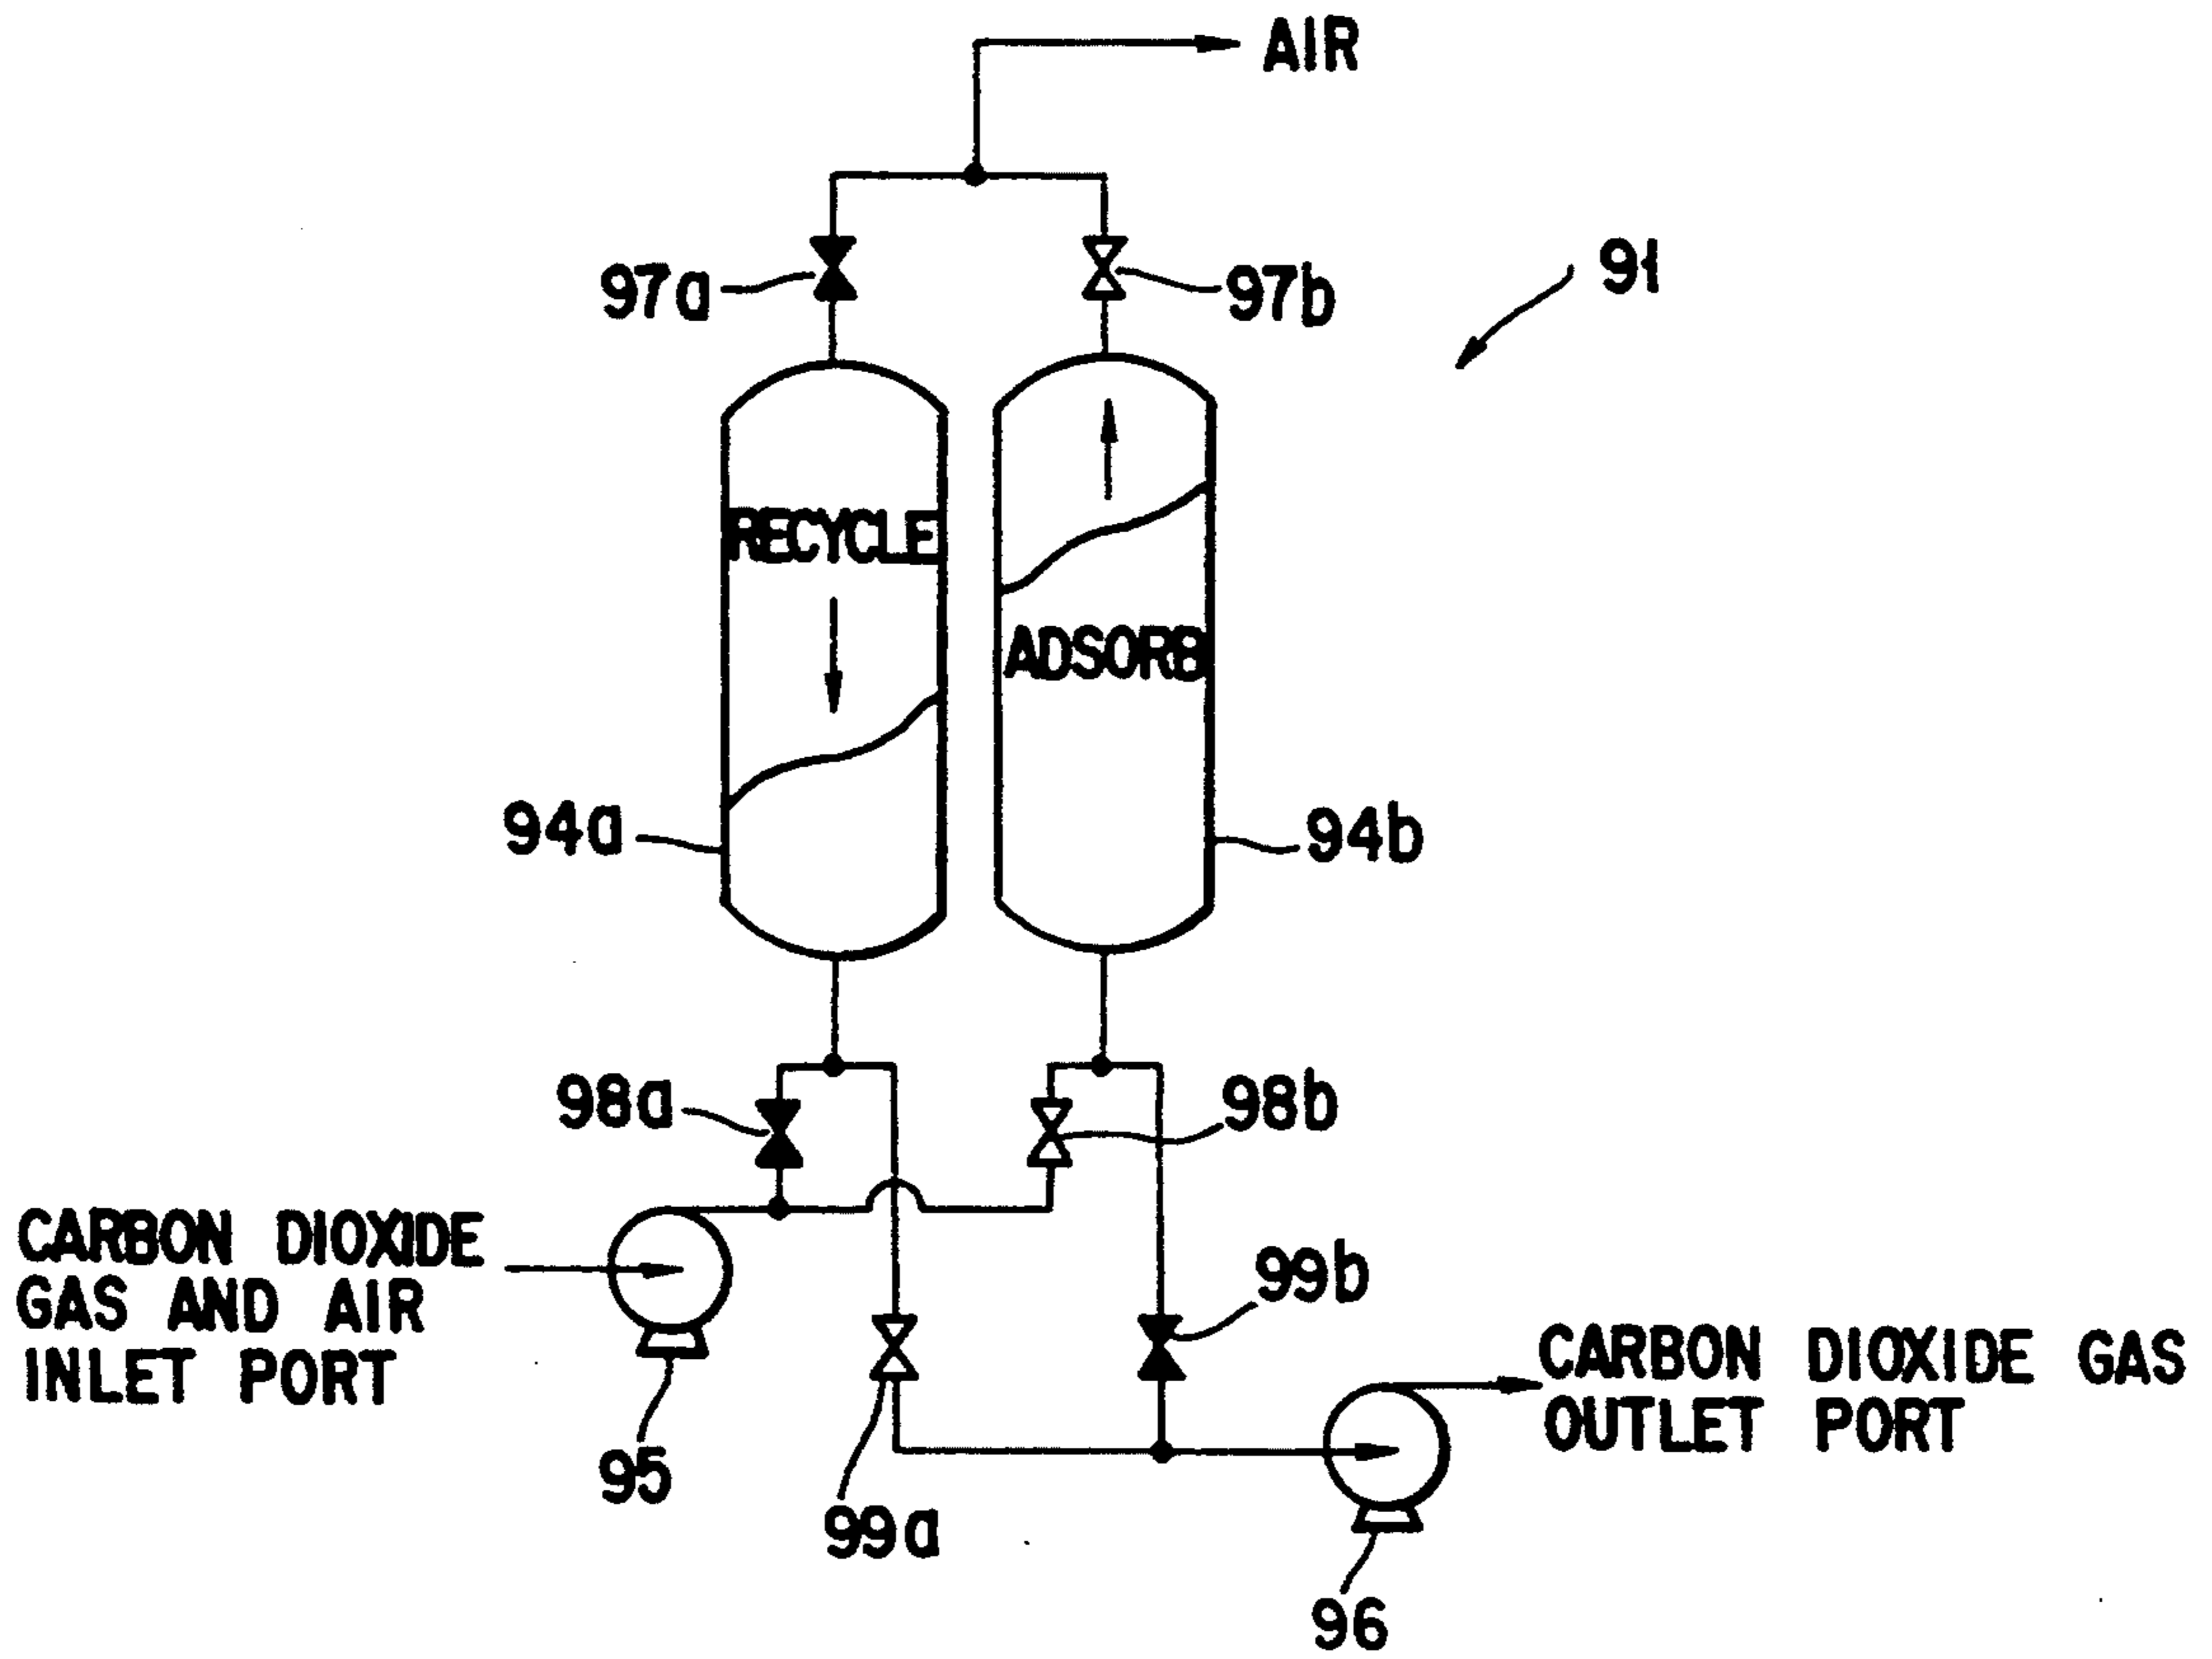 AIR
97a
97b
91
RECYCLE
ADSORB
94a
94b
98a
98b
CARBON DIOXIDE
GAS AND AIR
INLET PORT
99b
CARBON DIOXIDE GAS
OUTLET PORT
95
99a
96